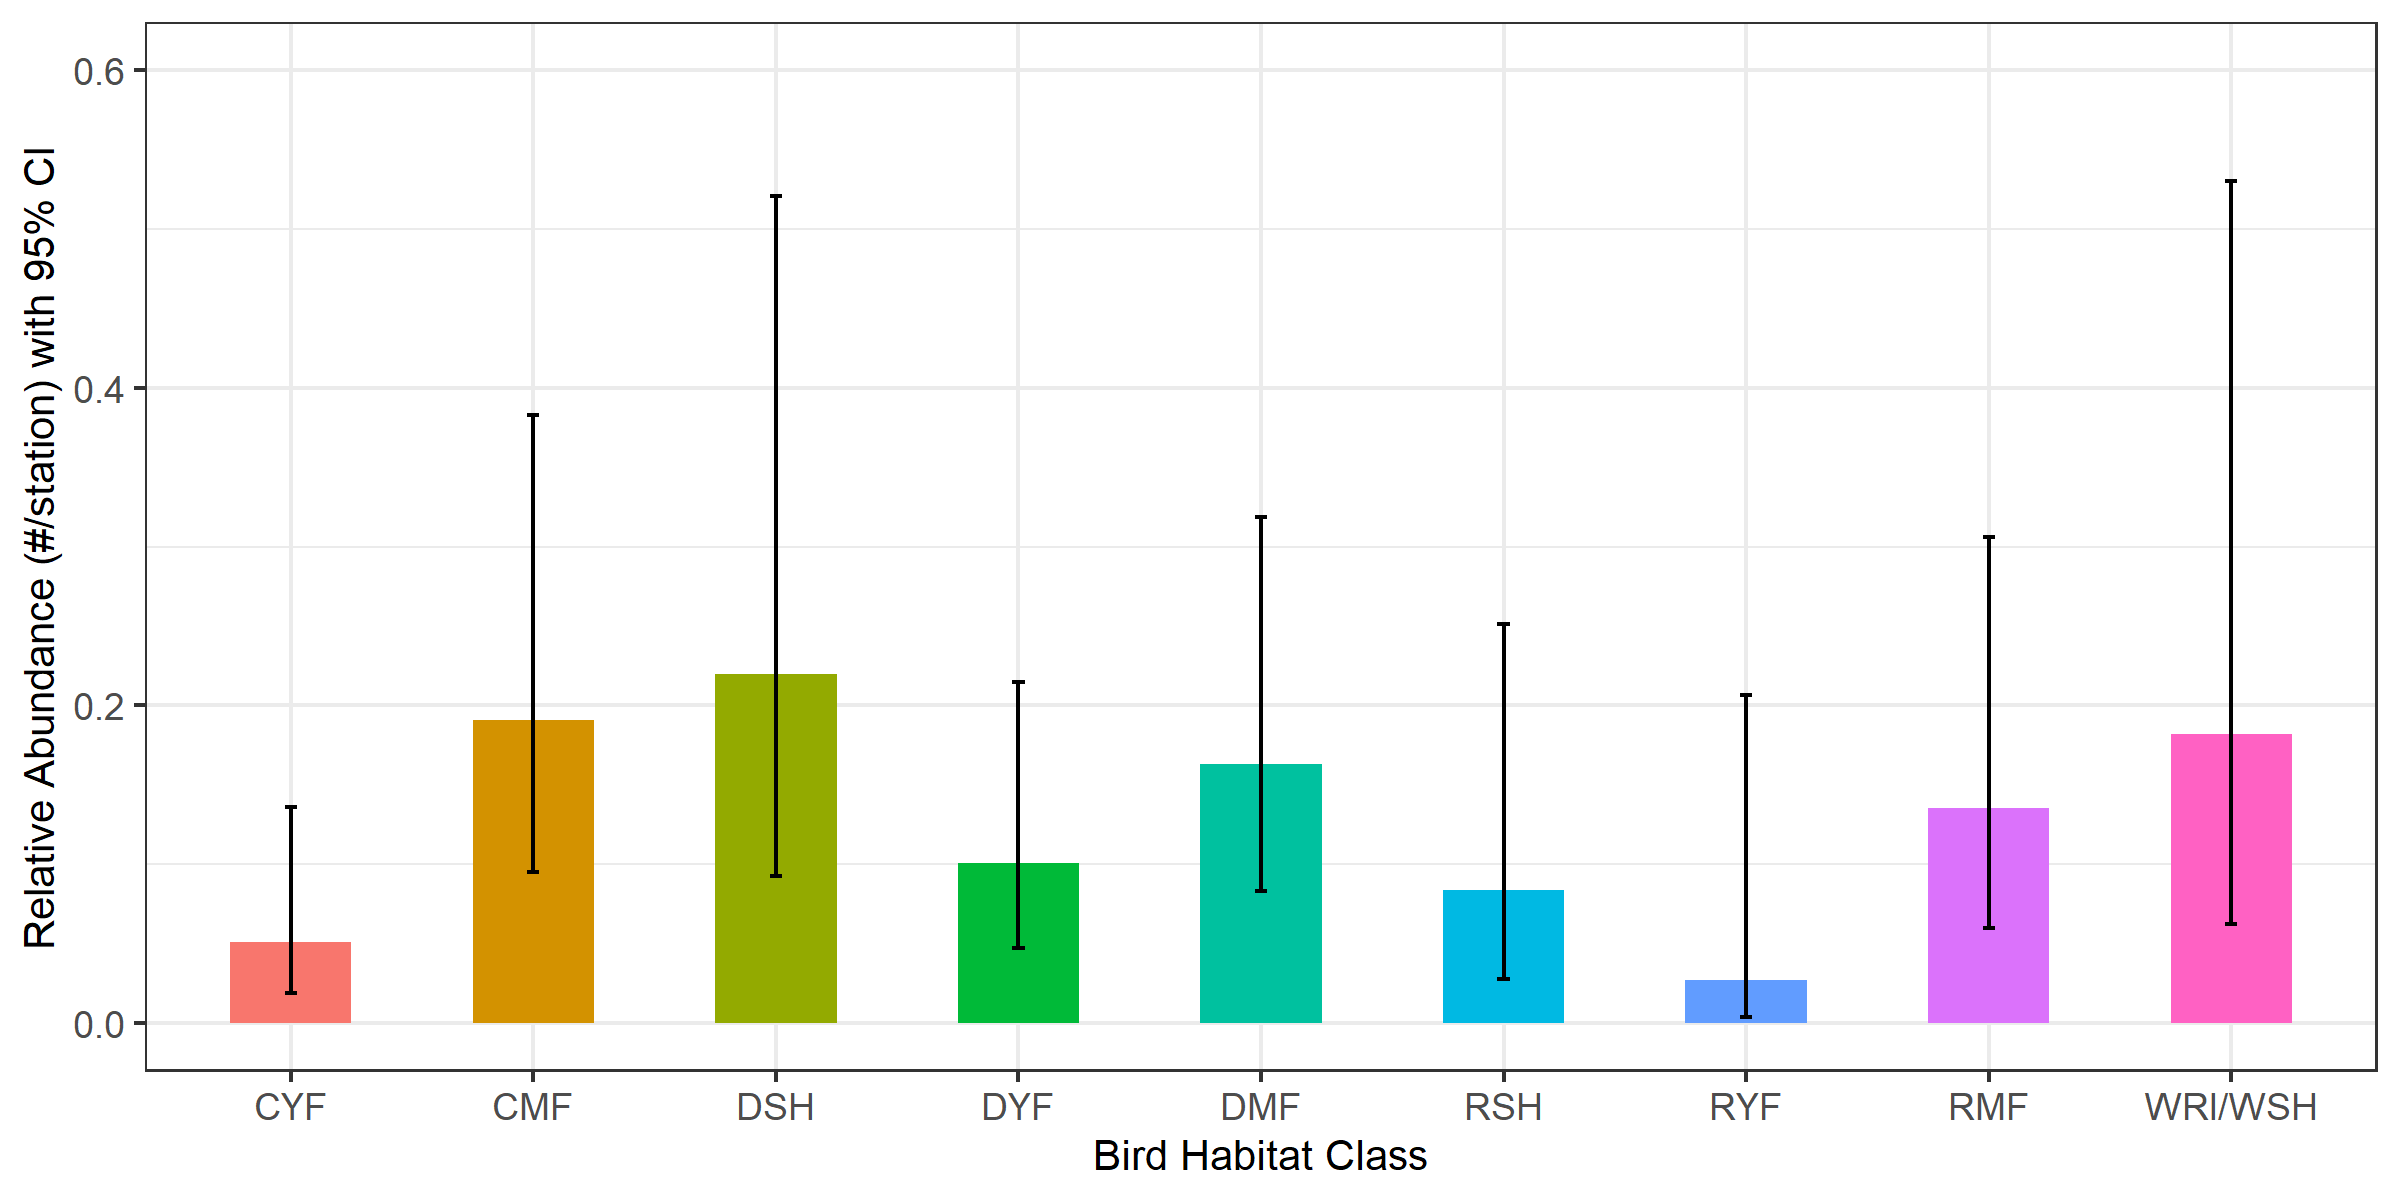 Relative Abundance (#/station) with 95% CI
0.6
0.4
0.2
0.0
CYF CMF DSH DYF DMF RSH RYF RMF WRI/WSH
Bird Habitat Class